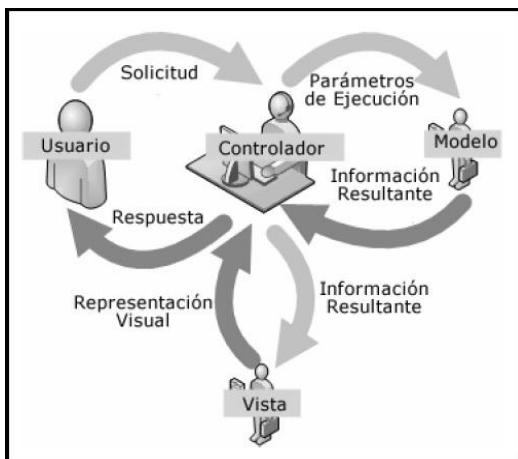 Solicitud
Parámetros
de Ejecución
Usuario
Controlador
Modelo
Información
Resultante
Respuesta
Representación
Visual
Información
Resultante
Vista